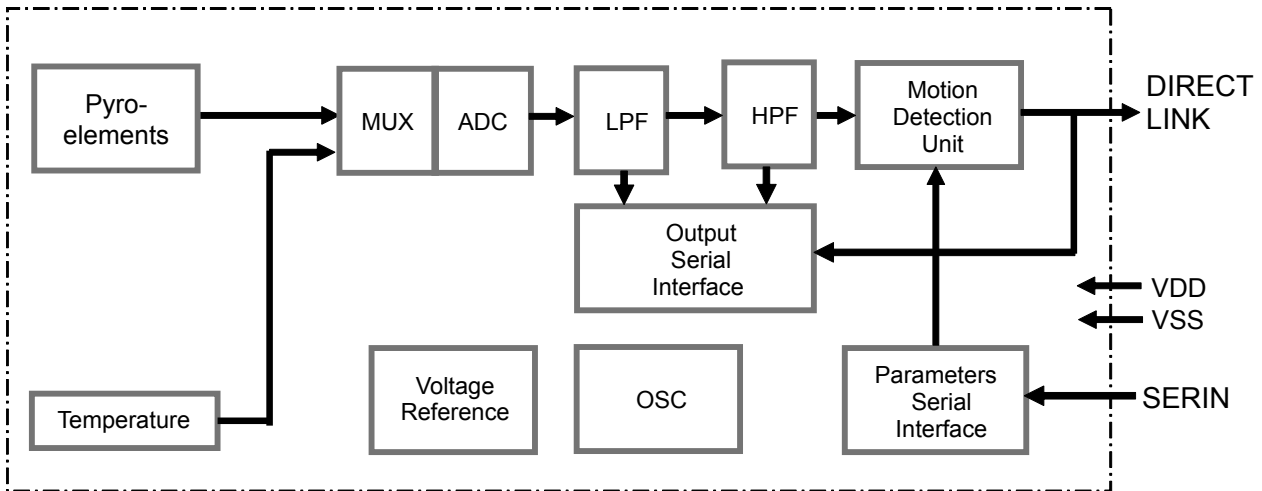 Pyro-
elements
MUX
ADC
LPF
HPF
Motion
Detection
Unit
DIRECT
LINK
Output
Serial
Interface
VDD
VSS
Temperature
Voltage
Reference
OSC
Parameters
Serial
Interface
SERIN